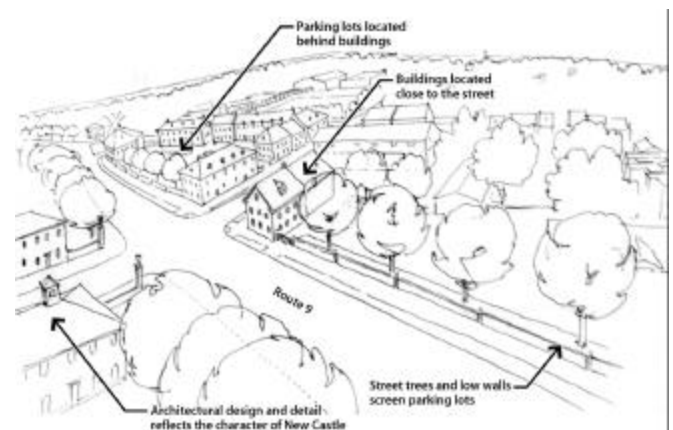 Parking lots located
behind buildings
Buildings located
close to the street
Route 9
Street trees and low walls
screen parking lots
Architectural design and detail
reflects the character of New Castle